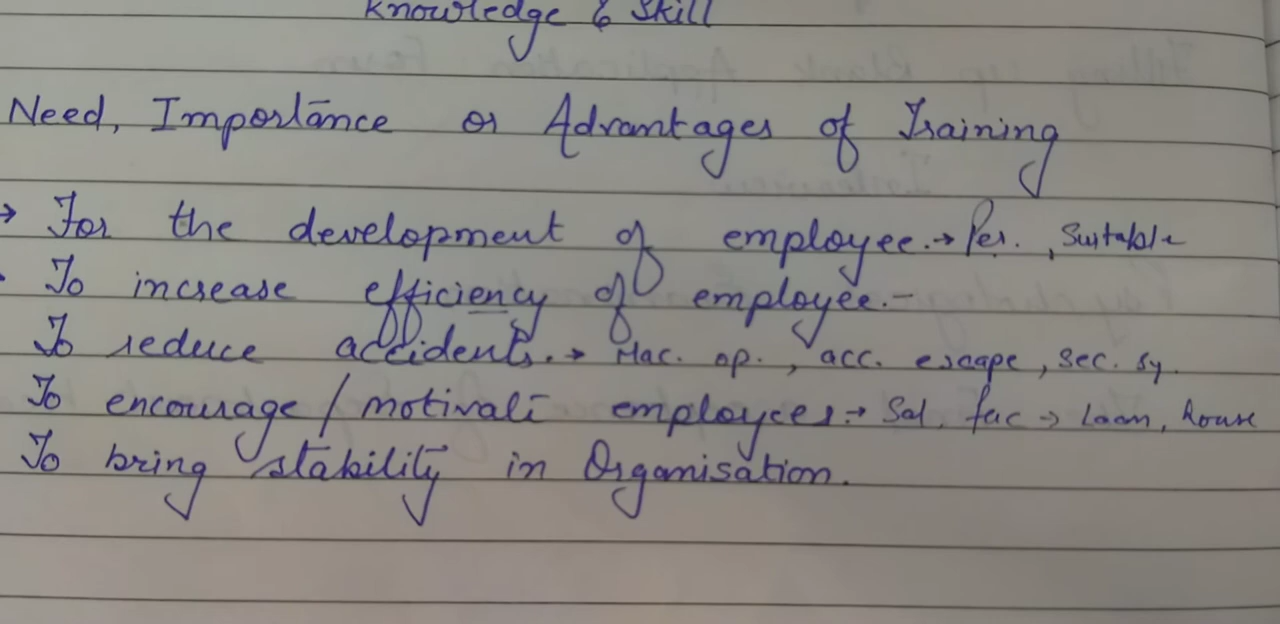 Knowledge & Skill
Need, Importance or Advantages of Training
→ For the development of employee.→ Per. , Suitable
To increase efficiency of employee.-
To reduce accidents.→ Mac. op. , acc. escape, sec. sy.
To encourage / motivate employees:→ Sal. fac → Loan, house
To bring stability in Organisation.